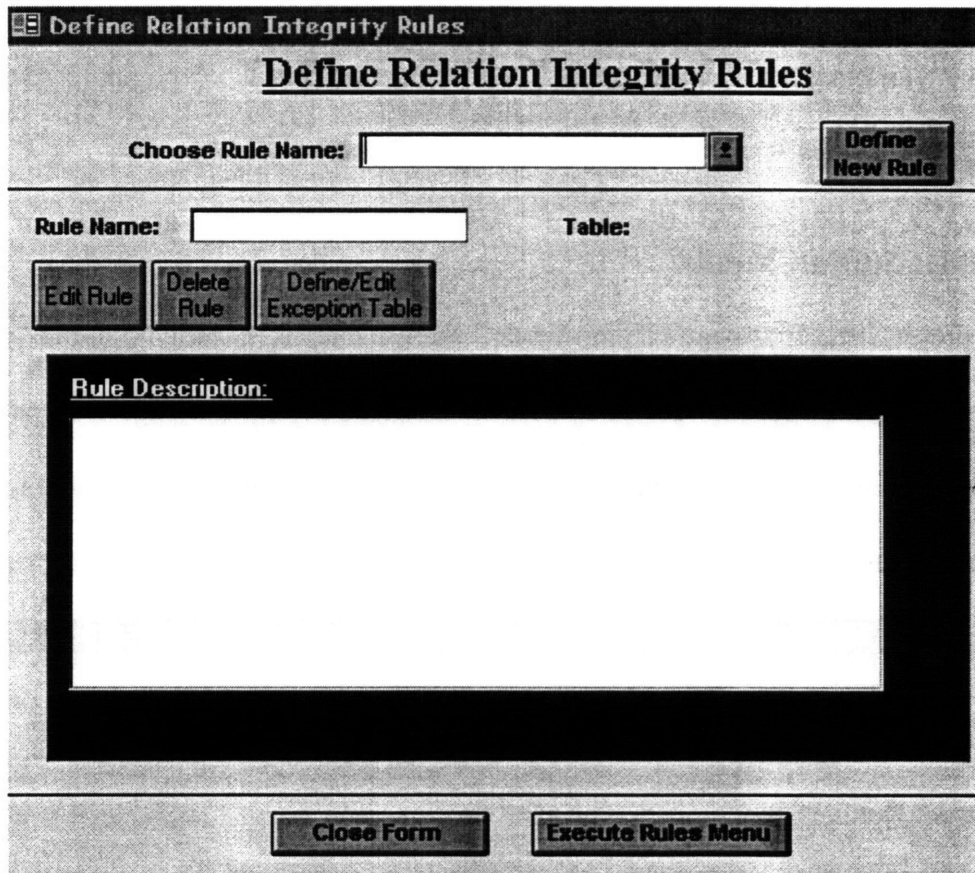 Define Relation Integrity Rules
Define Relation Integrity Rules
Choose Rule Name:
Define
New Rule
Rule Name:
Table:
Edit Rule
Delete
Rule
Define/Edit
Exception Table
Rule Description:
Close Form
Execute Rules Menu